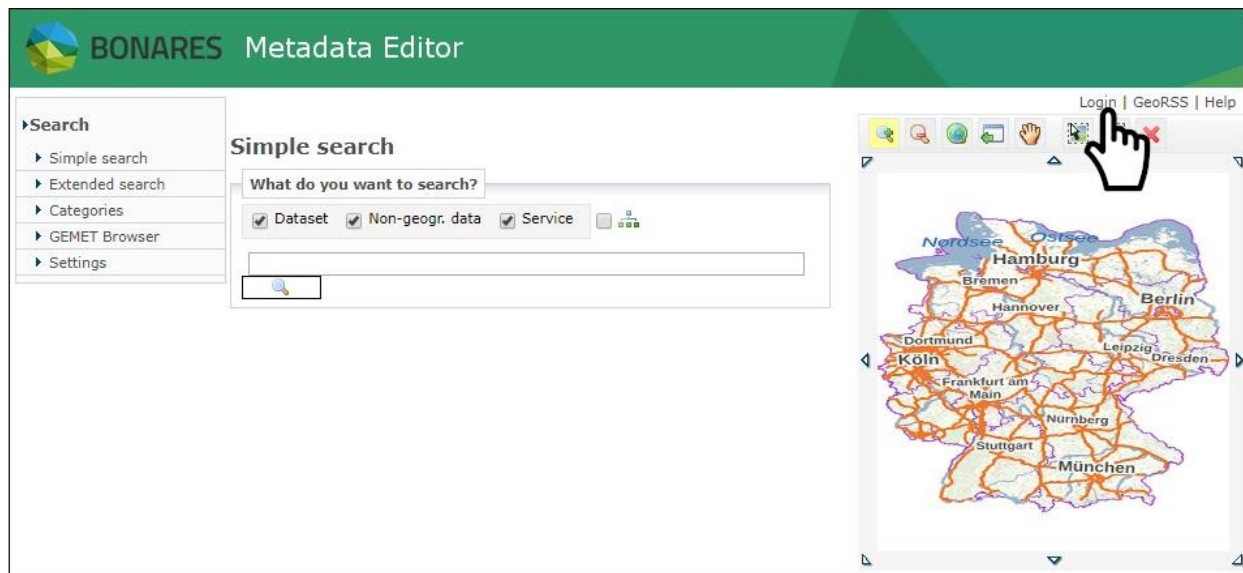 BONARES Metadata Editor
Login | GeoRSS | Help
Search
Simple search
Extended search
Categories
GEMET Browser
Settings
Simple search
What do you want to search?
Dataset Non-geogr. data Service
Nordsee Ostsee
Hamburg
Bremen
Berlin
Hannover
Dortmund
Leipzig
Köln
Dresden
Frankfurt am
Main
Nürnberg
Stuttgart
München